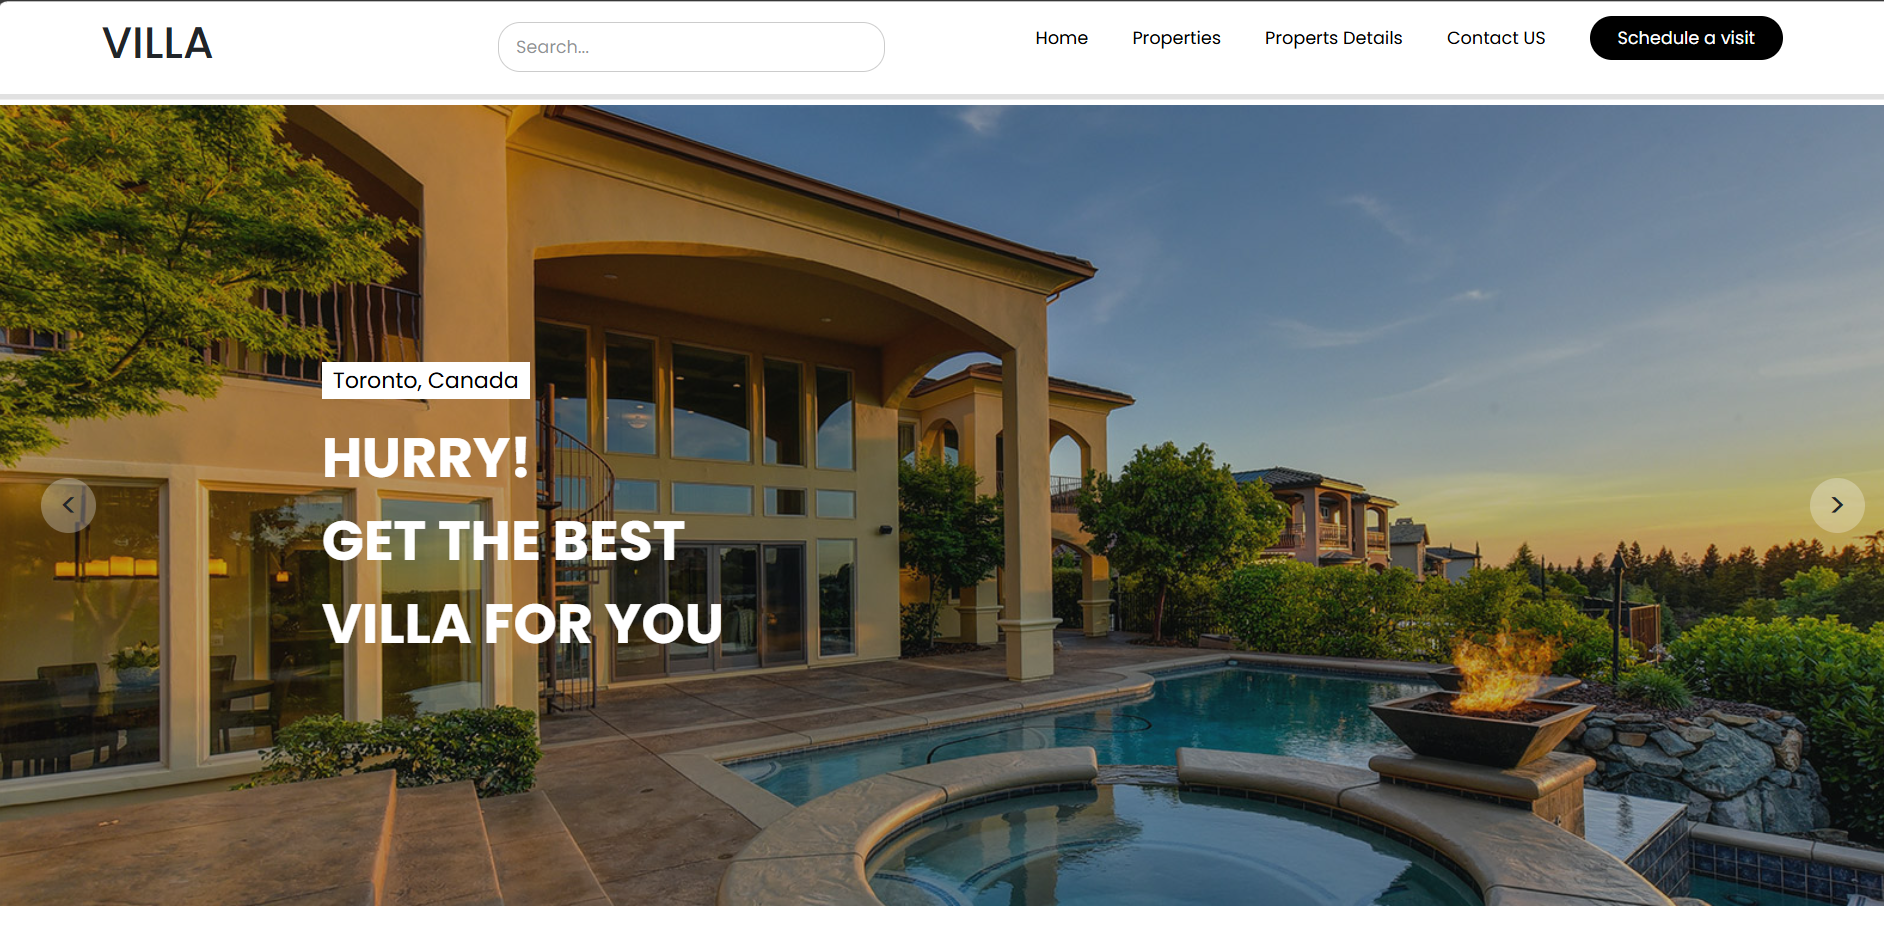 VILLA
Search...
Home
Properties
Properts Details
Contact US
Schedule a visit
Toronto, Canada
HURRY!
GET THE BEST
VILLA FOR YOU